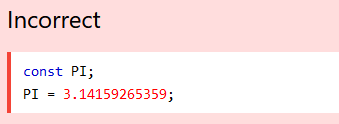 Incorrect
const PI;
PI = 3.14159265359;